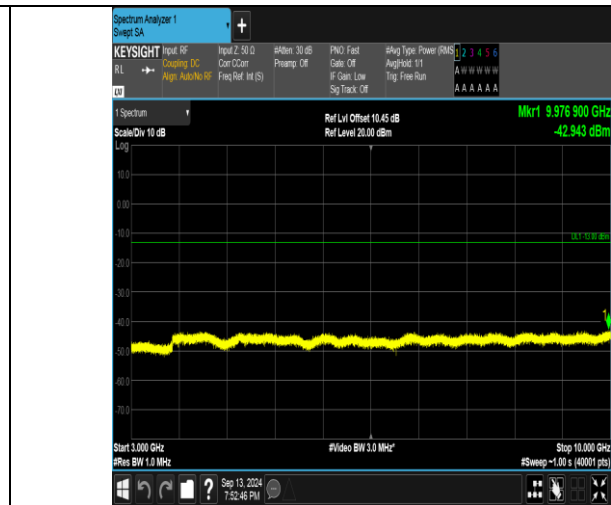 Spectrum Analyzer 1
Swept SA
+
KEYSIGHT Input: RF Input Z: 50 Ω #Atten: 30 dB PNO: Fast #Avg Type: Power (RMS 1 2 3 4 5 6
RL Coupling: DC Corr CCorr Preamp: Off Gate: Off Avg|Hold: 1/1 A W W W W W
Align: Auto/No RF Freq Ref: Int (S) IF Gain: Low Trig: Free Run
Sig Track: Off A A A A A A
LXI
1 Spectrum Ref Lvl Offset 10.45 dB Mkr1 9.976 900 GHz
Scale/Div 10 dB Ref Level 20.00 dBm -42.943 dBm
Log
10.0
0.00
-10.0
DL1 -13.00 dBm
-20.0
-30.0
-40.0
1
-50.0
-60.0
-70.0
Start 3.000 GHz #Video BW 3.0 MHz* Stop 10.000 GHz
#Res BW 1.0 MHz #Sweep ~1.00 s (40001 pts)
? Sep 13, 2024
7:52:46 PM